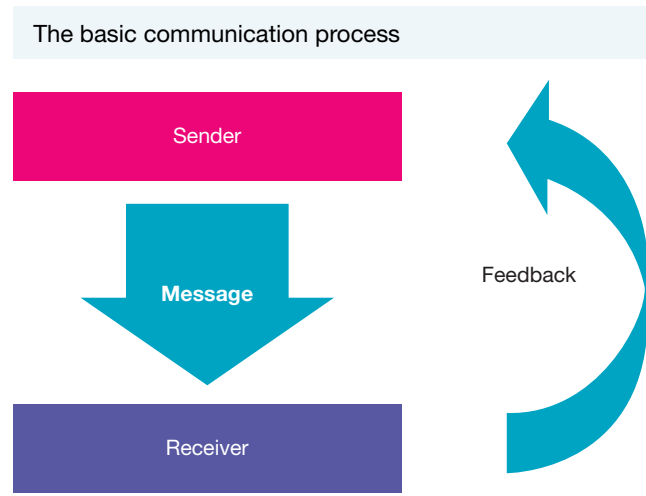 The basic communication process
Sender
Message
Feedback
Receiver